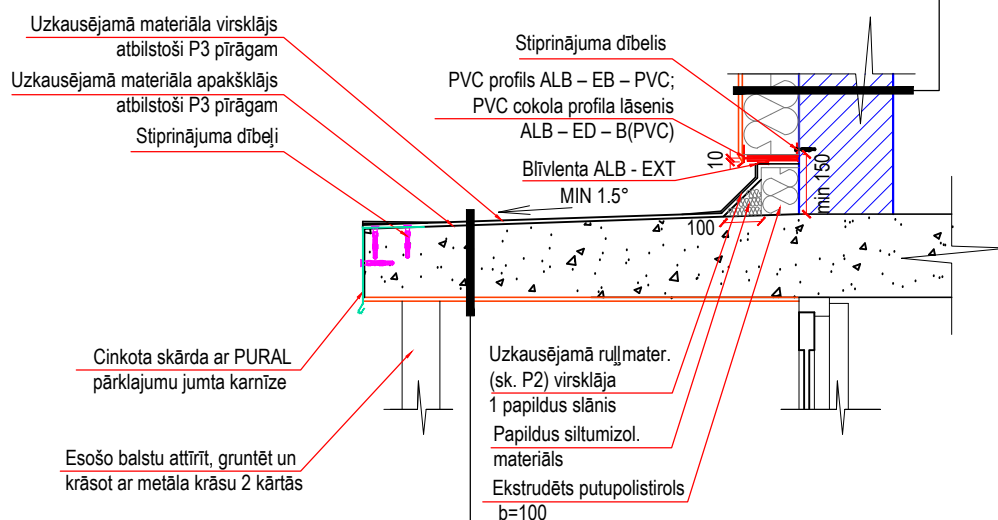 Uzkausējamā materiāla virsklājs
atbilstoši P3 pīrāgam
Uzkausējamā materiāla apakšklājs
atbilstoši P3 pīrāgam
Stiprinājuma dībeļi
Stiprinājuma dībelis
PVC profils ALB – EB – PVC;
PVC cokola profila lāsenis
ALB – ED – B(PVC)
Blīvlenta ALB - EXT
MIN 1.5°
10
min 150
100
Cinkota skārda ar PURAL
pārklajumu jumta karnīze
Esošo balstu attīrīt, gruntēt un
krāsot ar metāla krāsu 2 kārtās
Uzkausējamā ruļļmater.
(sk. P2) virsklāja
1 papildus slānis
Papildus siltumizol.
materiāls
Ekstrudēts putupolistirols
b=100